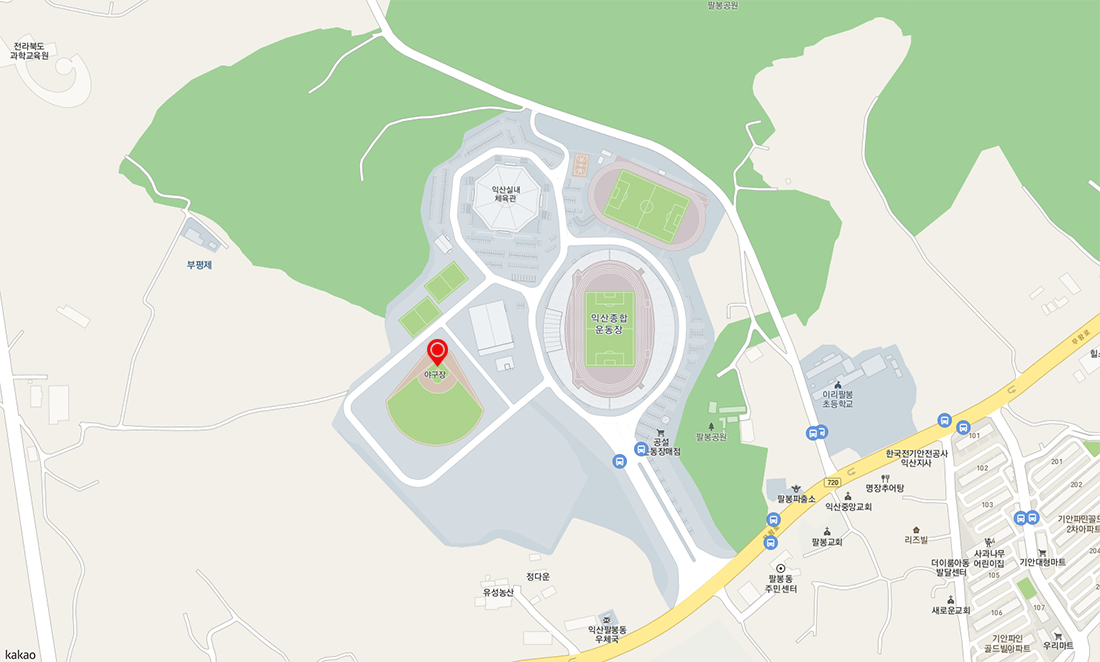 팔봉공원
전라북도
과학교육원
익산실내
체육관
부평제
익산종합
운동장
야구장
무왕로
힐스
이리팔봉
초등학교
팔봉공원
공설
운동장매점
101
한국전기안전공사
익산지사
102
201
202
720
명장추어탕
팔봉파출소
익산중앙교회
103
기안파인골드
2차아파트
팔봉교회
리즈빌
사과나무
어린이집
기안대형마트
204
더이룸아동
발달센터
105
팔봉동
주민센터
정다운
유성농산
새로운교회
106
107
익산팔봉동
우체국
기안파인
골드빌아파트
우리마트
kakao